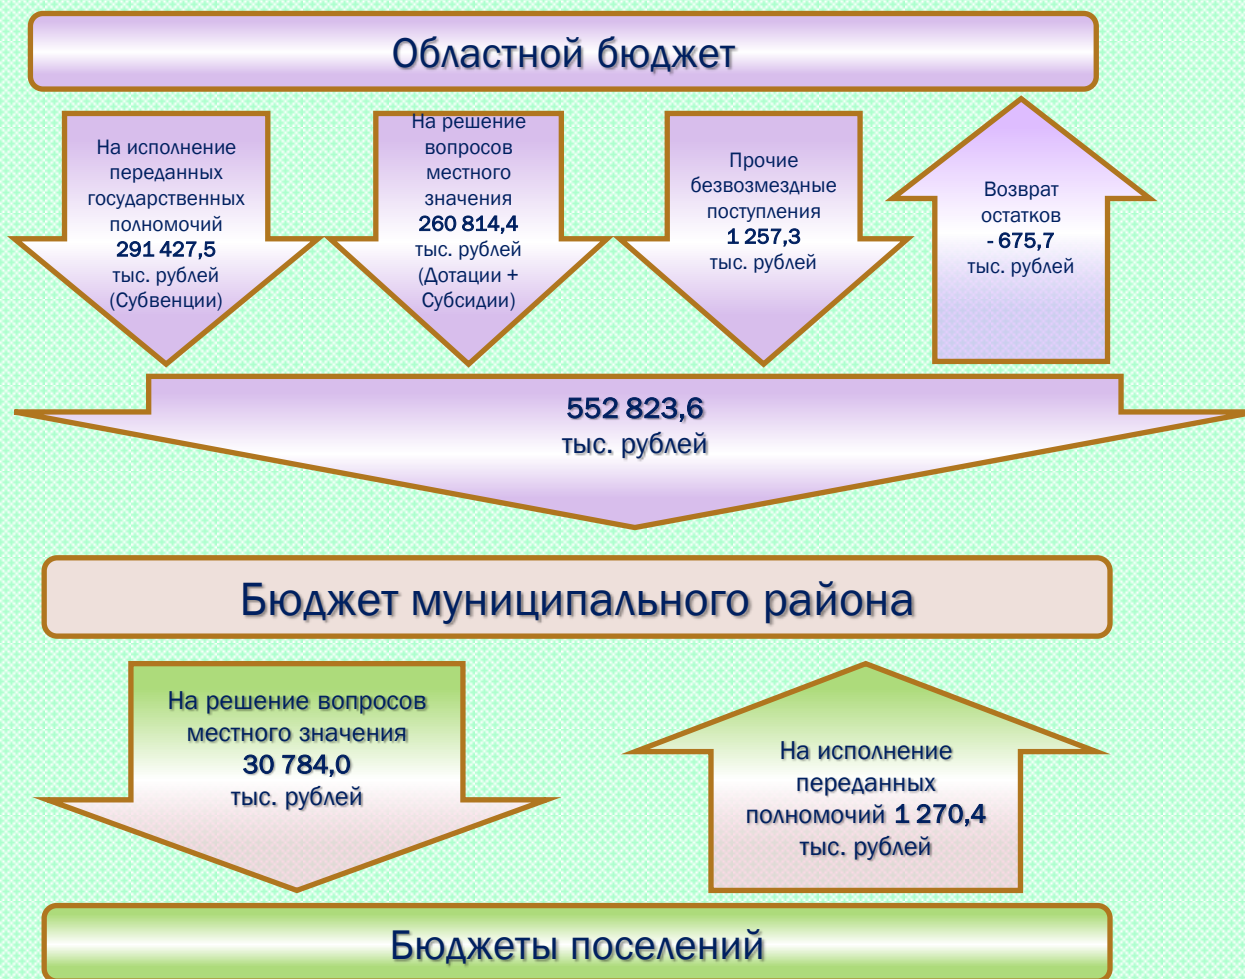 Областной бюджет
На исполнение
переданных
государственных
полномочий
291 427,5
тыс. рублей
(Субвенции)
На решение
вопросов
местного
значения
260 814,4
тыс. рублей
(Дотации +
Субсидии)
Прочие
безвозмездные
поступления
1 257,3
тыс. рублей
Возврат
остатков
- 675,7
тыс. рублей
552 823,6
тыс. рублей
Бюджет муниципального района
На решение вопросов
местного значения
30 784,0
тыс. рублей
На исполнение
переданных
полномочий 1 270,4
тыс. рублей
Бюджеты поселений